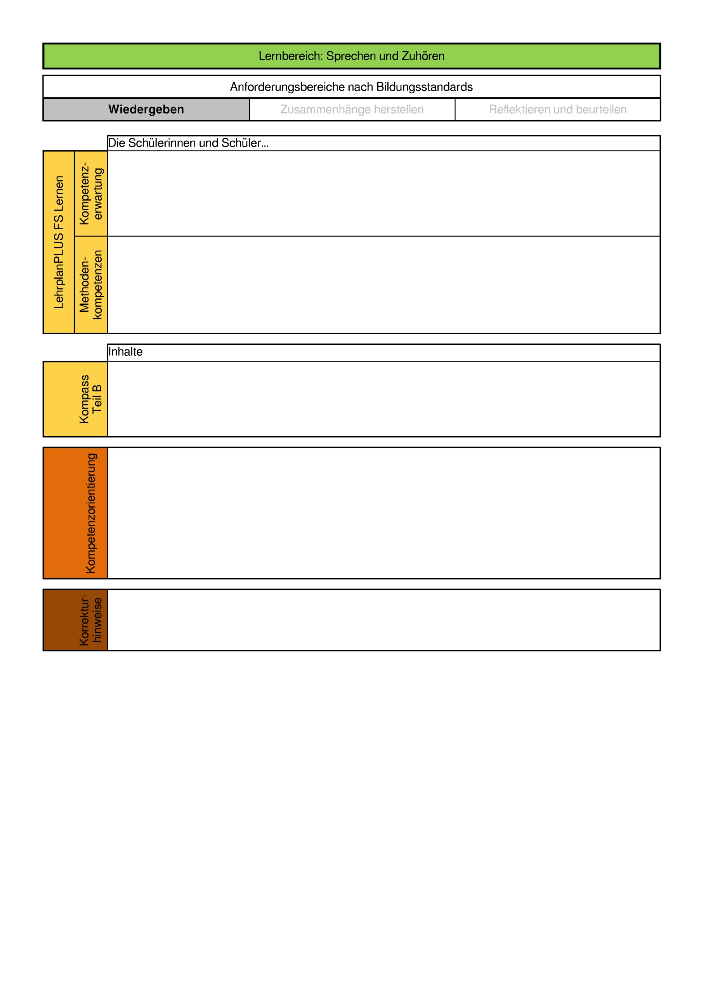 Lernbereich: Sprechen und Zuhören
Anforderungsbereiche nach Bildungsstandards
Wiedergeben
Zusammenhänge herstellen
Reflektieren und beurteilen
Die Schülerinnen und Schüler...
LehrplanPLUS FS Lernen
Kompetenz-
erwartung
Methoden-
kompetenzen
Inhalte
Kompass
Teil B
Kompetenzorientierung
Korrektur-
hinweise